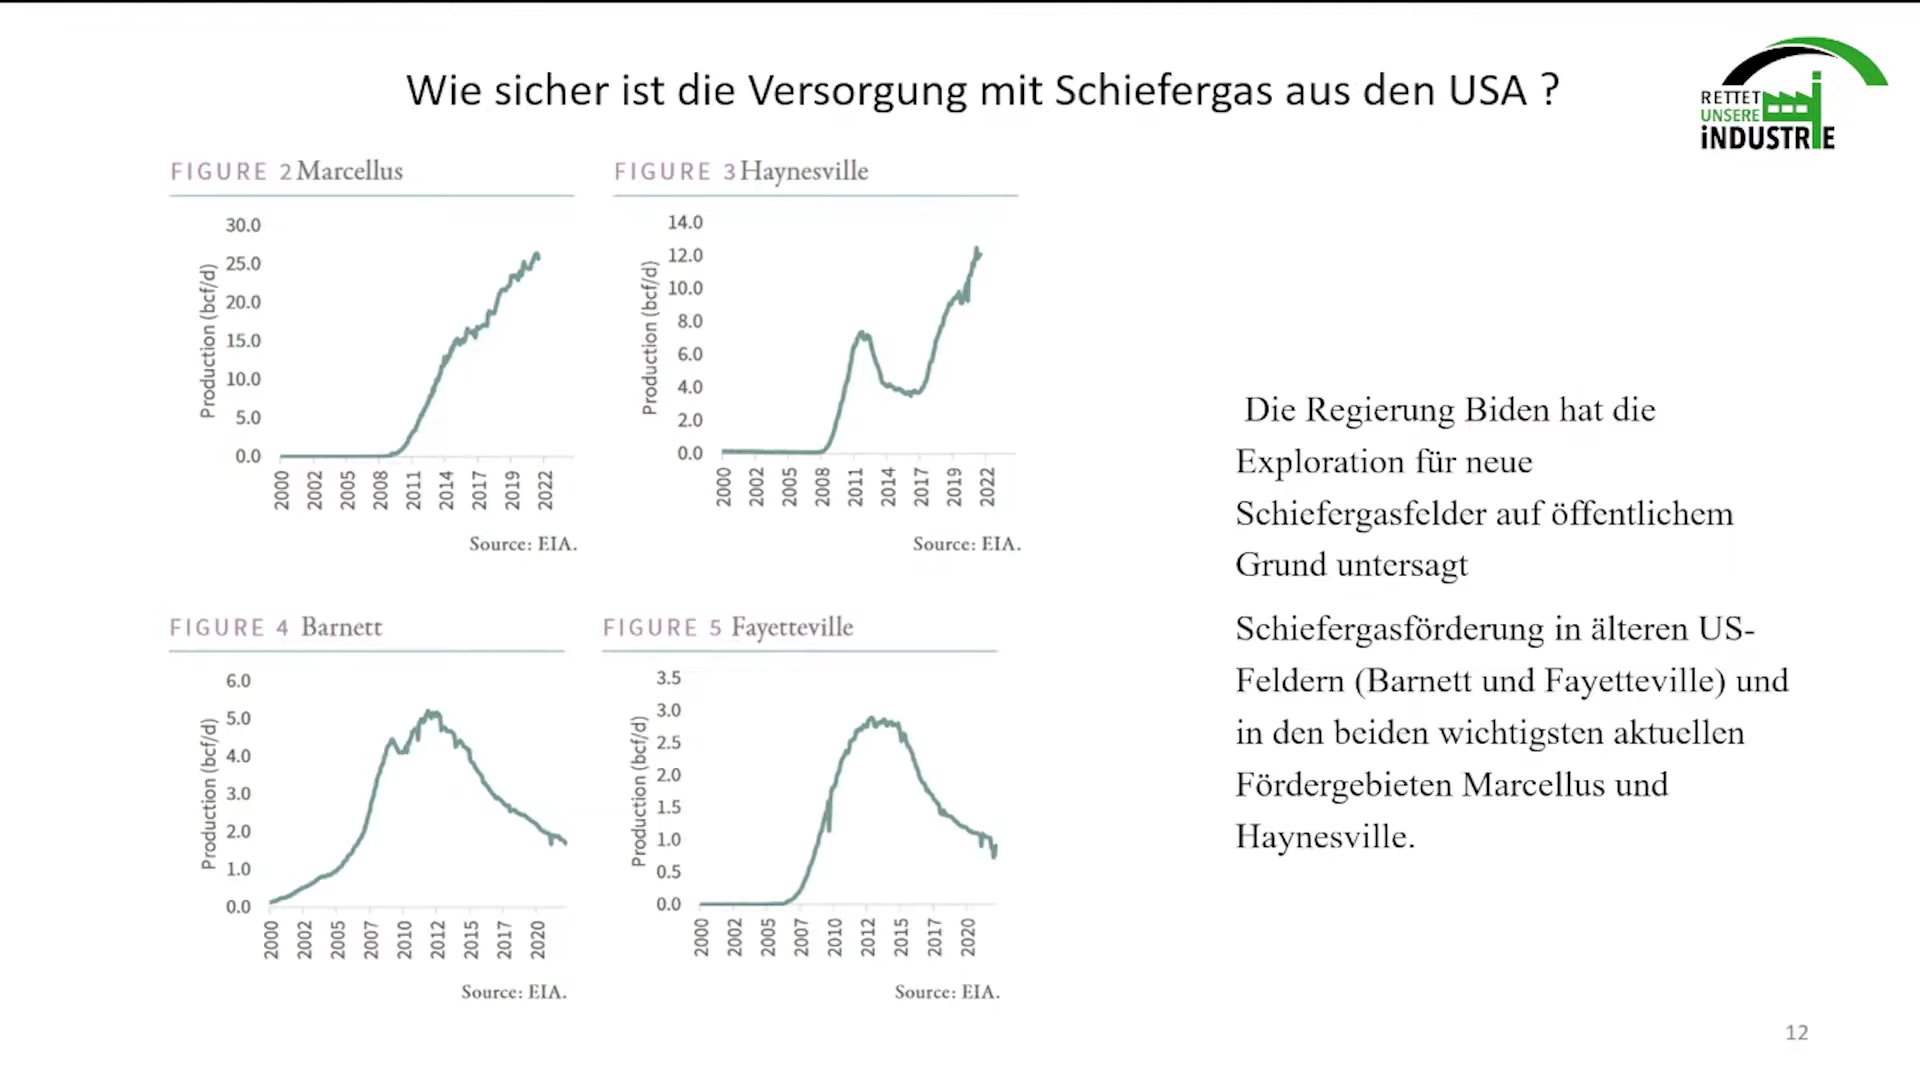 Wie sicher ist die Versorgung mit Schiefergas aus den USA ?
RETTET
UNSERE
iNDUSTRiE
FIGURE 2 Marcellus
Production (bcf/d)
30.0
25.0
20.0
15.0
10.0
5.0
0.0
2000 2002 2005 2008 2011 2014 2017 2019 2022
Source: EIA.
FIGURE 3 Haynesville
Production (bcf/d)
14.0
12.0
10.0
8.0
6.0
4.0
2.0
0.0
2000 2002 2005 2008 2011 2014 2017 2019 2022
Source: EIA.
FIGURE 4 Barnett
Production (bcf/d)
6.0
5.0
4.0
3.0
2.0
1.0
0.0
2000 2002 2005 2007 2010 2012 2015 2017 2020
Source: EIA.
FIGURE 5 Fayetteville
Production (bcf/d)
3.5
3.0
2.5
2.0
1.5
1.0
0.5
0.0
2000 2002 2005 2007 2010 2012 2015 2017 2020
Source: EIA.
Die Regierung Biden hat die
Exploration für neue
Schiefergasfelder auf öffentlichem
Grund untersagt
Schiefergasförderung in älteren US-
Feldern (Barnett und Fayetteville) und
in den beiden wichtigsten aktuellen
Fördergebieten Marcellus und
Haynesville.
12